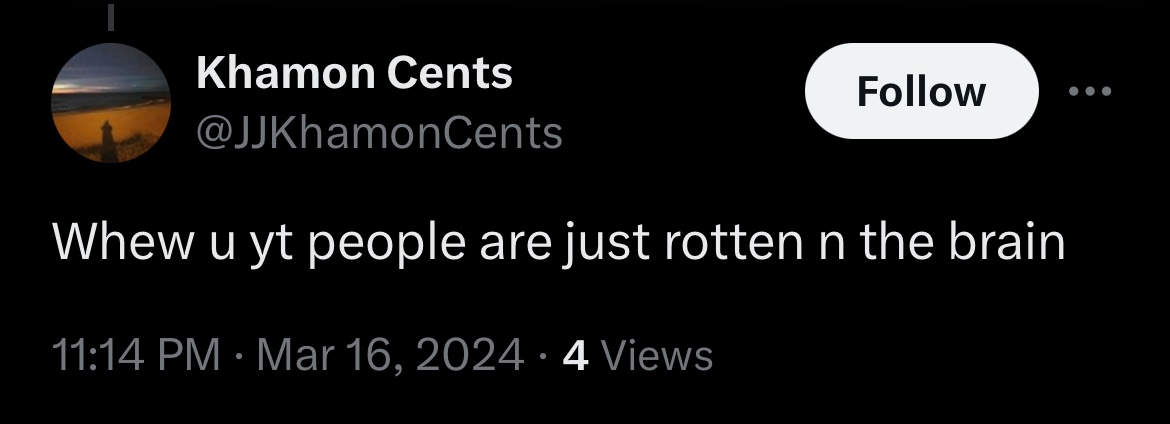 Khamon Cents
@JJKhamonCents
Follow
Whew u yt people are just rotten n the brain
11:14 PM · Mar 16, 2024 · 4 Views